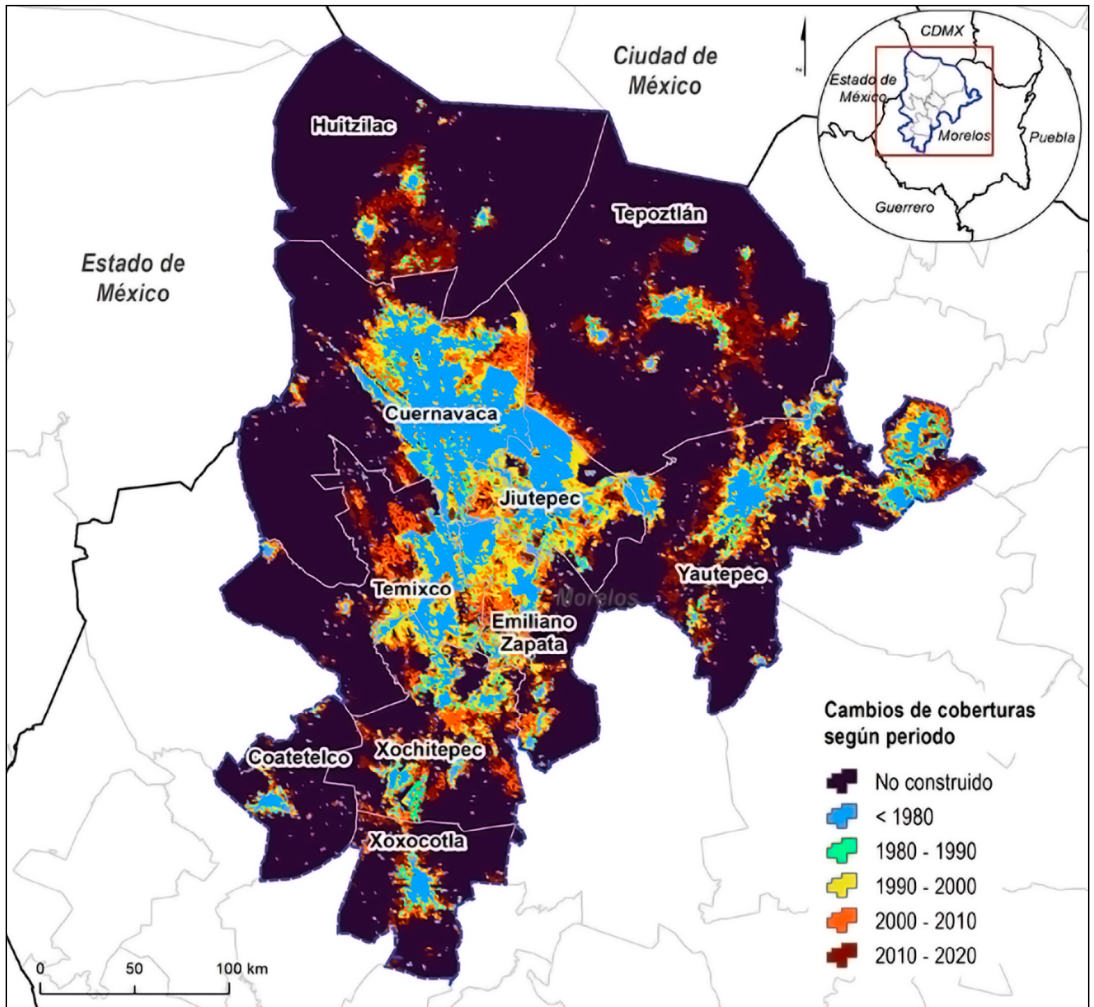 Ciudad de
México
CDMX
Estado de
México
Morelos
Puebla
Guerrero
Huitzilac
Tepoztlán
Estado de
México
Cuernavaca
Jiutepec
Yautepec
Temixco
Morelos
Emiliano
Zapata
Xochitepec
Coatetelco
Xoxocotla
Cambios de coberturas
según periodo
No construido
< 1980
1980 - 1990
1990 - 2000
2000 - 2010
2010 - 2020
0 50 100 km